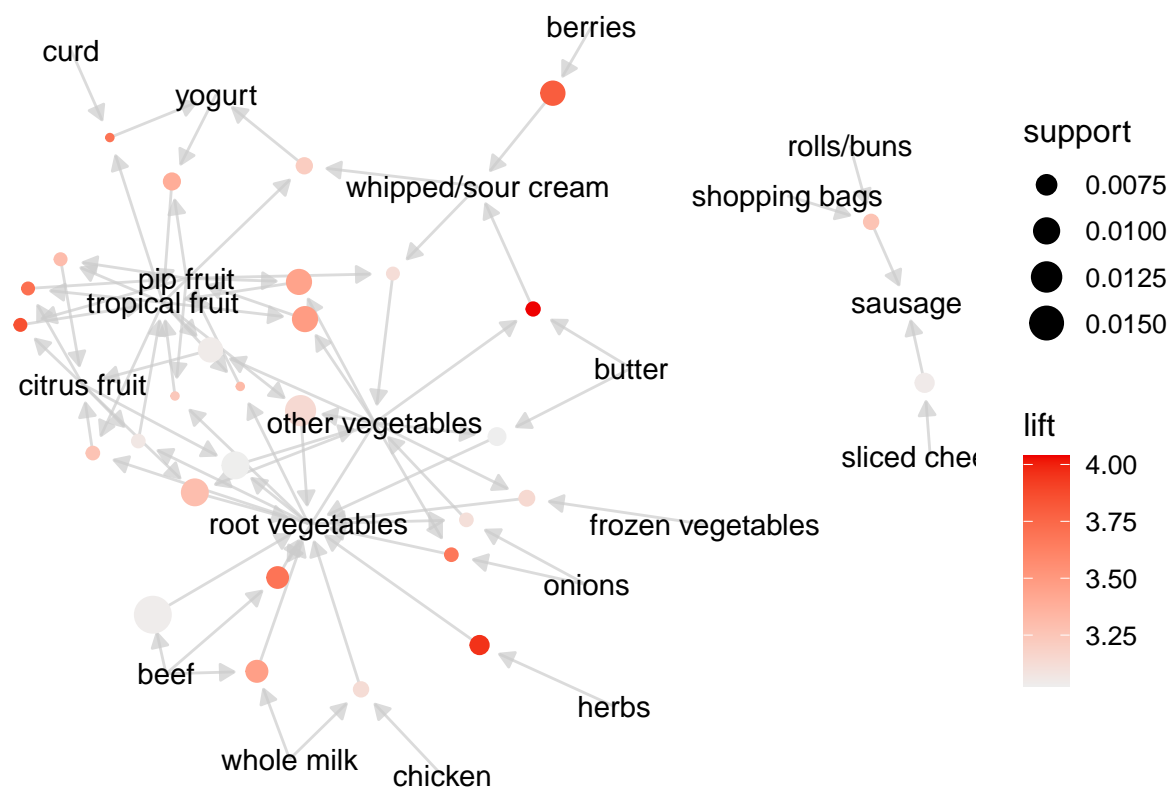 berries
curd
yogurt
rolls/buns
whipped/sour cream
shopping bags
pip fruit
tropical fruit
sausage
butter
citrus fruit
other vegetables
sliced chee
root vegetables
frozen vegetables
onions
beef
herbs
whole milk
chicken
support
0.0075
0.0100
0.0125
0.0150
lift
4.00
3.75
3.50
3.25